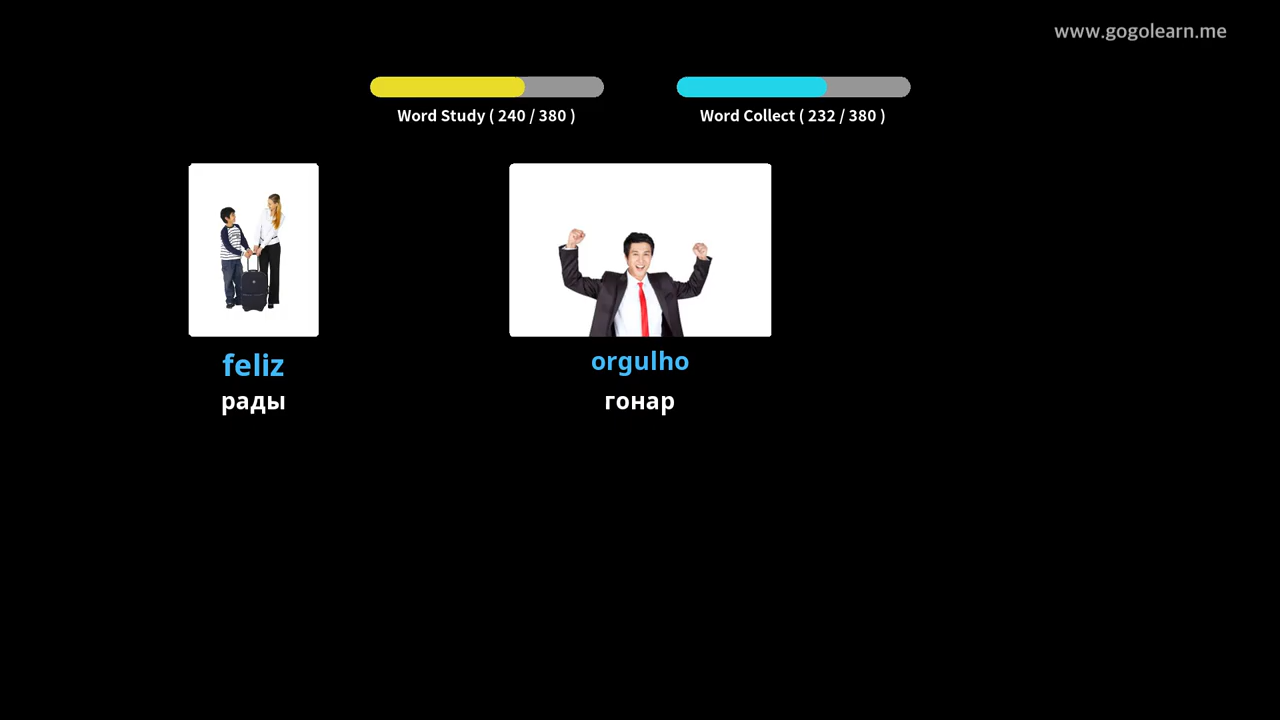 www.gogolearn.me
Word Study ( 240 / 380 )
Word Collect ( 232 / 380 )
feliz
рады
orgulho
гонар